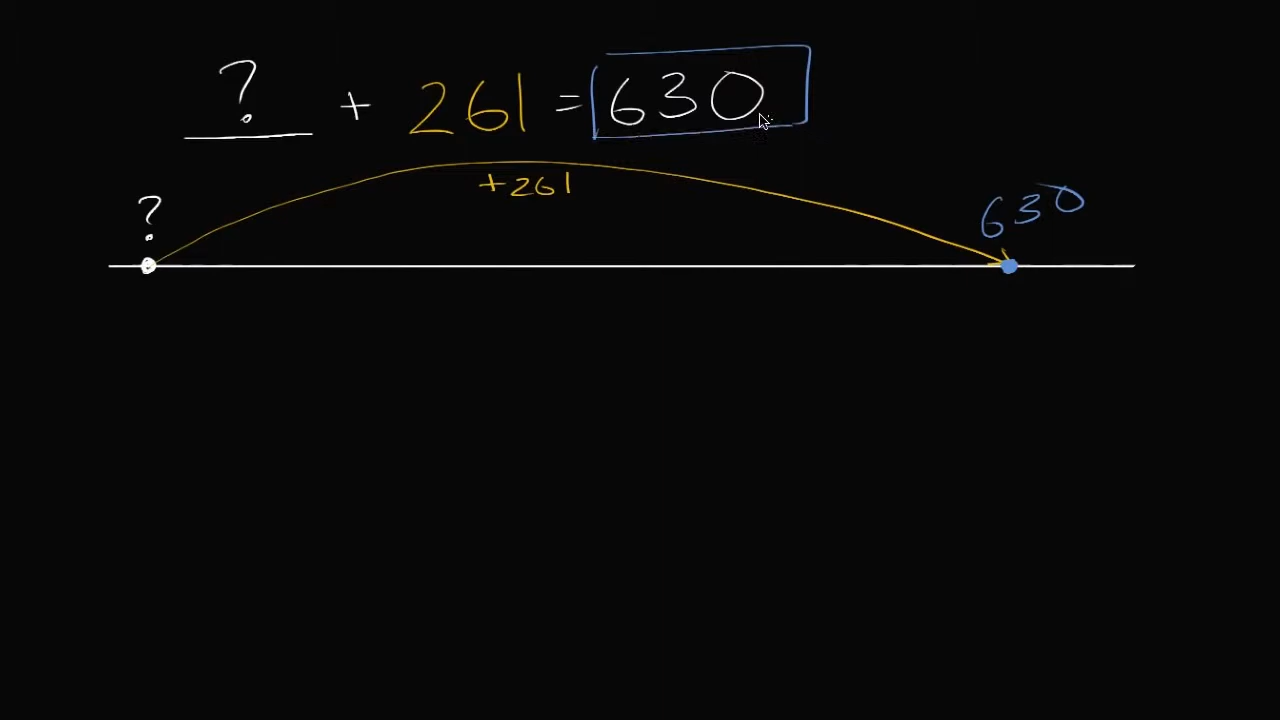 ? + 261 = 630
+261
?
630